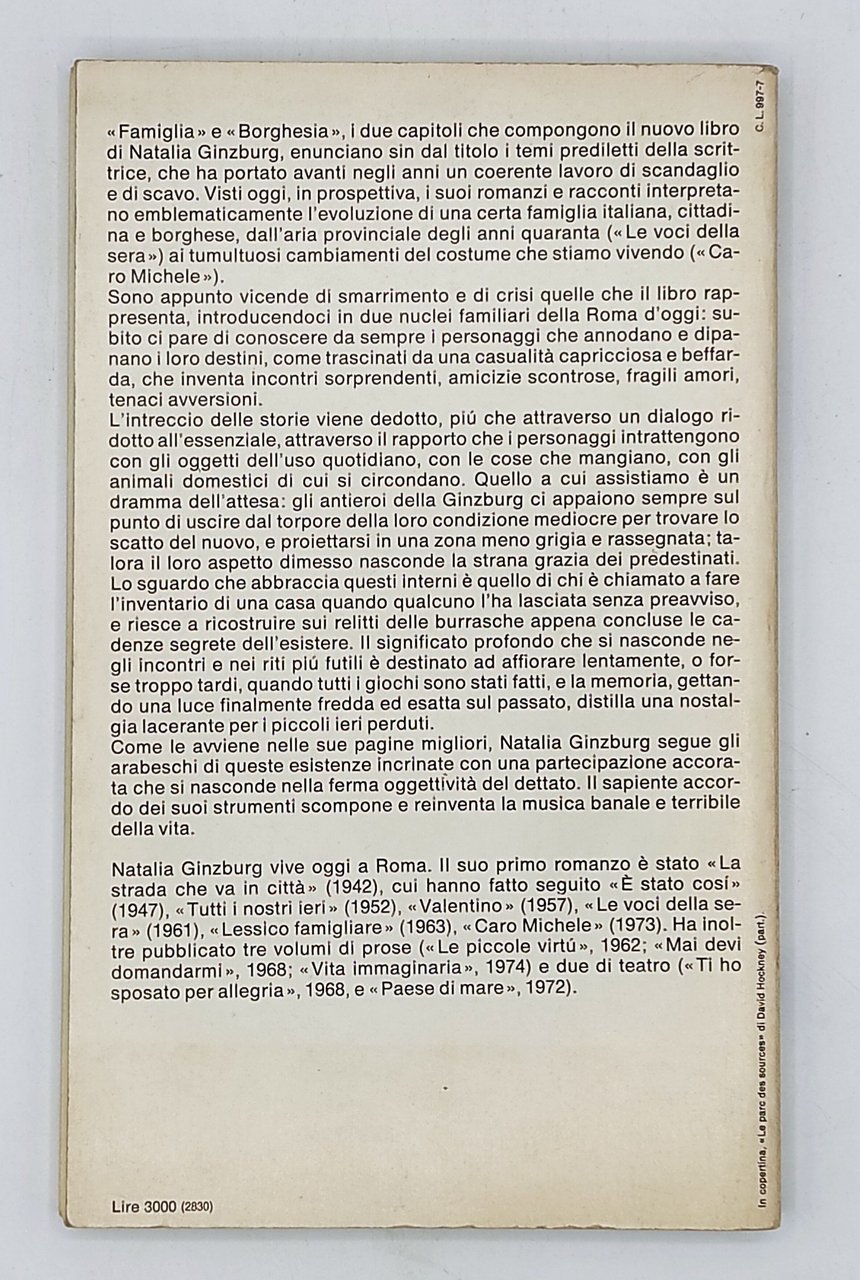 «Famiglia» e «Borghesia», i due capitoli che compongono il nuovo libro
di Natalia Ginzburg, enunciano sin dal titolo i temi prediletti della scrit-
trice, che ha portato avanti negli anni un coerente lavoro di scandaglio
e di scavo. Visti oggi, in prospettiva, i suoi romanzi e racconti interpreta-
no emblematicamente l'evoluzione di una certa famiglia italiana, cittadi-
na e borghese, dall'aria provinciale degli anni quaranta («Le voci della
sera») ai tumultuosi cambiamenti del costume che stiamo vivendo («Ca-
ro Michele»).
Sono appunto vicende di smarrimento e di crisi quelle che il libro rap-
presenta, introducendoci in due nuclei familiari della Roma d'oggi: su-
bito ci pare di conoscere da sempre i personaggi che annodano e dipa-
nano i loro destini, come trascinati da una casualità capricciosa e beffar-
da, che inventa incontri sorprendenti, amicizie scontrose, fragili amori,
tenaci avversioni.
L'intreccio delle storie viene dedotto, piú che attraverso un dialogo ri-
dotto all'essenziale, attraverso il rapporto che i personaggi intrattengono
con gli oggetti dell'uso quotidiano, con le cose che mangiano, con gli
animali domestici di cui si circondano. Quello a cui assistiamo è un
dramma dell'attesa: gli antieroi della Ginzburg ci appaiono sempre sul
punto di uscire dal torpore della loro condizione mediocre per trovare lo
scatto del nuovo, e proiettarsi in una zona meno grigia e rassegnata; ta-
lora il loro aspetto dimesso nasconde la strana grazia dei predestinati.
Lo sguardo che abbraccia questi interni è quello di chi è chiamato a fare
l'inventario di una casa quando qualcuno l'ha lasciata senza preavviso,
e riesce a ricostruire sui relitti delle burrasche appena concluse le ca-
denze segrete dell'esistere. Il significato profondo che si nasconde ne-
gli incontri e nei riti piú futili è destinato ad affiorare lentamente, o for-
se troppo tardi, quando tutti i giochi sono stati fatti, e la memoria, gettan-
do una luce finalmente fredda ed esatta sul passato, distilla una nostal-
gia lacerante per i piccoli ieri perduti.
Come le avviene nelle sue pagine migliori, Natalia Ginzburg segue gli
arabeschi di queste esistenze incrinate con una partecipazione accora-
ta che si nasconde nella ferma oggettività del dettato. Il sapiente accor-
do dei suoi strumenti scompone e reinventa la musica banale e terribile
della vita.
Natalia Ginzburg vive oggi a Roma. Il suo primo romanzo è stato «La
strada che va in città» (1942), cui hanno fatto seguito «È stato cosí»
(1947), «Tutti i nostri ieri» (1952), «Valentino» (1957), «Le voci della se-
ra» (1961), «Lessico famigliare» (1963), «Caro Michele» (1973). Ha inol-
tre pubblicato tre volumi di prose («Le piccole virtú», 1962; «Mai devi
domandarmi», 1968; «Vita immaginaria», 1974) e due di teatro («Ti ho
sposato per allegria», 1968, e «Paese di mare», 1972).
Lire 3000 (2830)
C. L. 997-7
In copertina, «Le parc des sources» di David Hockney (part.).